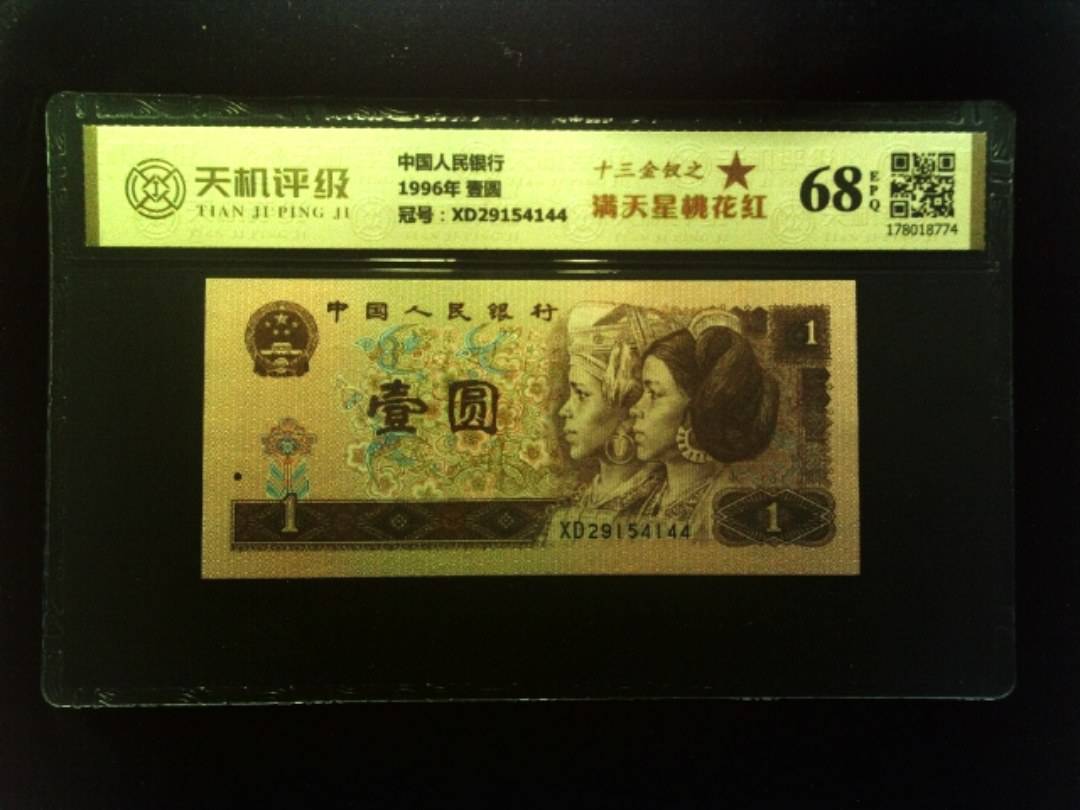 天机评级
TIAN JI PING JI
中国人民银行
1996年 壹圆
冠号：XD29154144
十三金钗之
满天星桃花红
68
EPQ
178018774
中国人民银行
壹圆
1
1
1
XD29154144